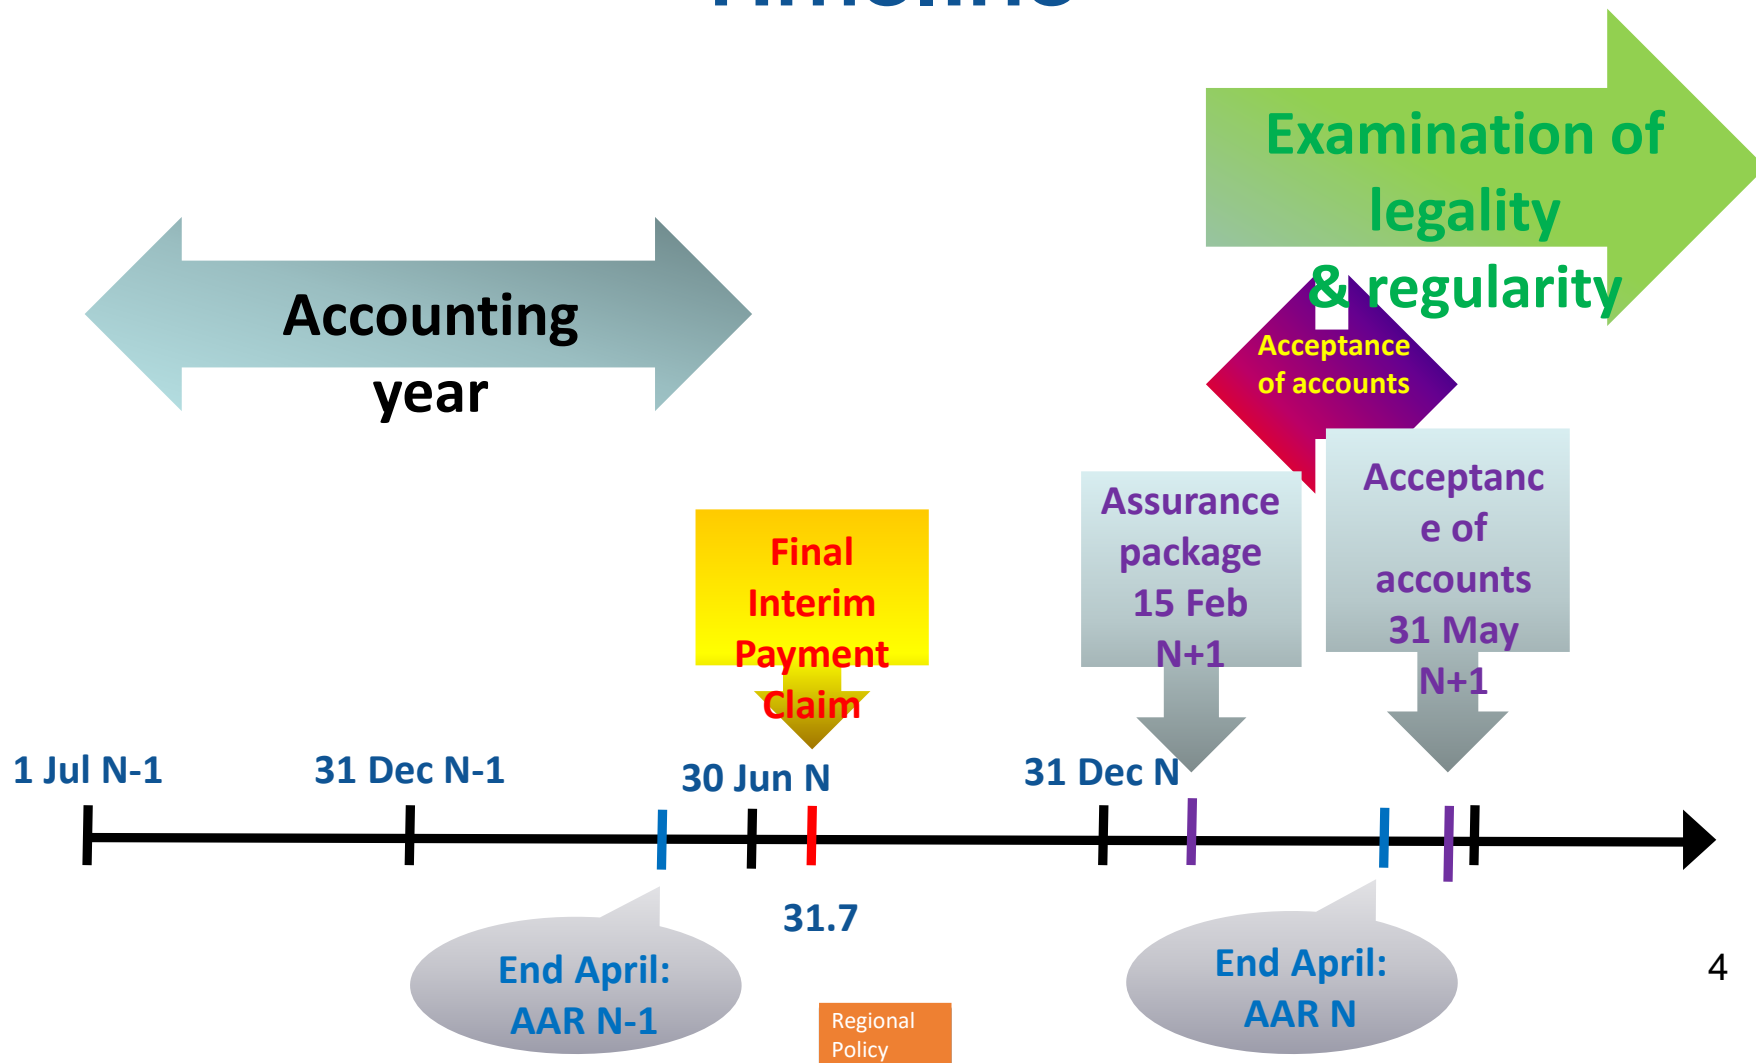 Timeline
Examination of
legality
& regularity
Accounting
year
Acceptance
of accounts
Final
Interim
Payment
Claim
Assurance
package
15 Feb
N+1
Acceptanc
e of
accounts
31 May
N+1
1 Jul N-1
31 Dec N-1
30 Jun N
31 Dec N
31.7
End April:
AAR N-1
End April:
AAR N
4
Regional
Policy